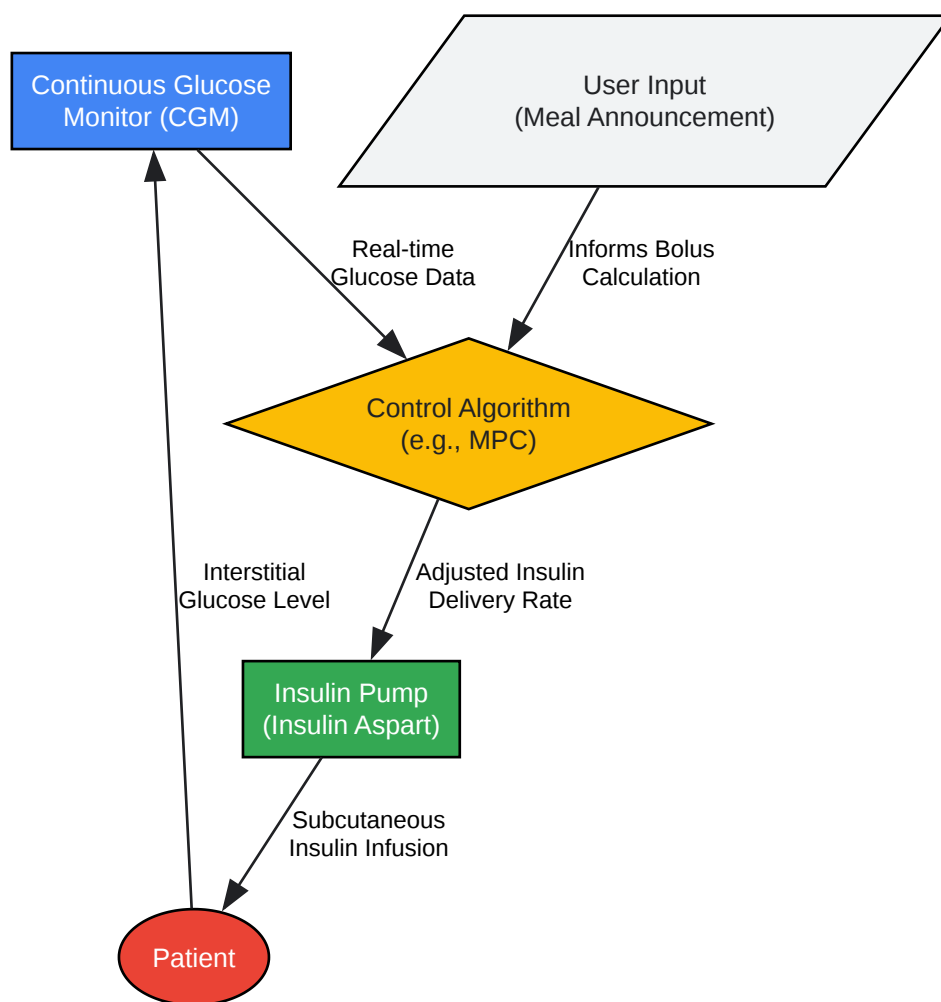 Continuous Glucose
Monitor (CGM)
User Input
(Meal Announcement)
Real-time
Glucose Data
Informs Bolus
Calculation
Control Algorithm
(e.g., MPC)
Interstitial
Glucose Level
Adjusted Insulin
Delivery Rate
Insulin Pump
(Insulin Aspart)
Subcutaneous
Insulin Infusion
Patient